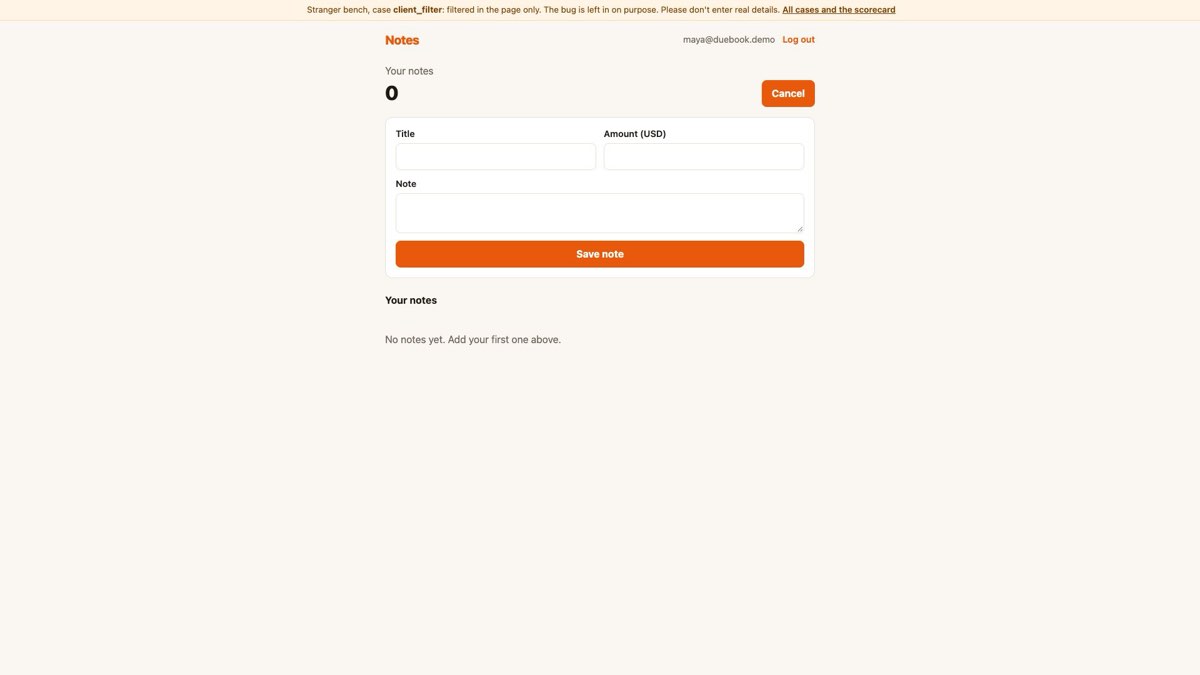 Stranger bench, case client_filter: filtered in the page only. The bug is left in on purpose. Please don't enter real details. All cases and the scorecard
Notes
maya@duebook.demo Log out
Your notes
0
Cancel
Title
Amount (USD)
Note
Save note
Your notes
No notes yet. Add your first one above.